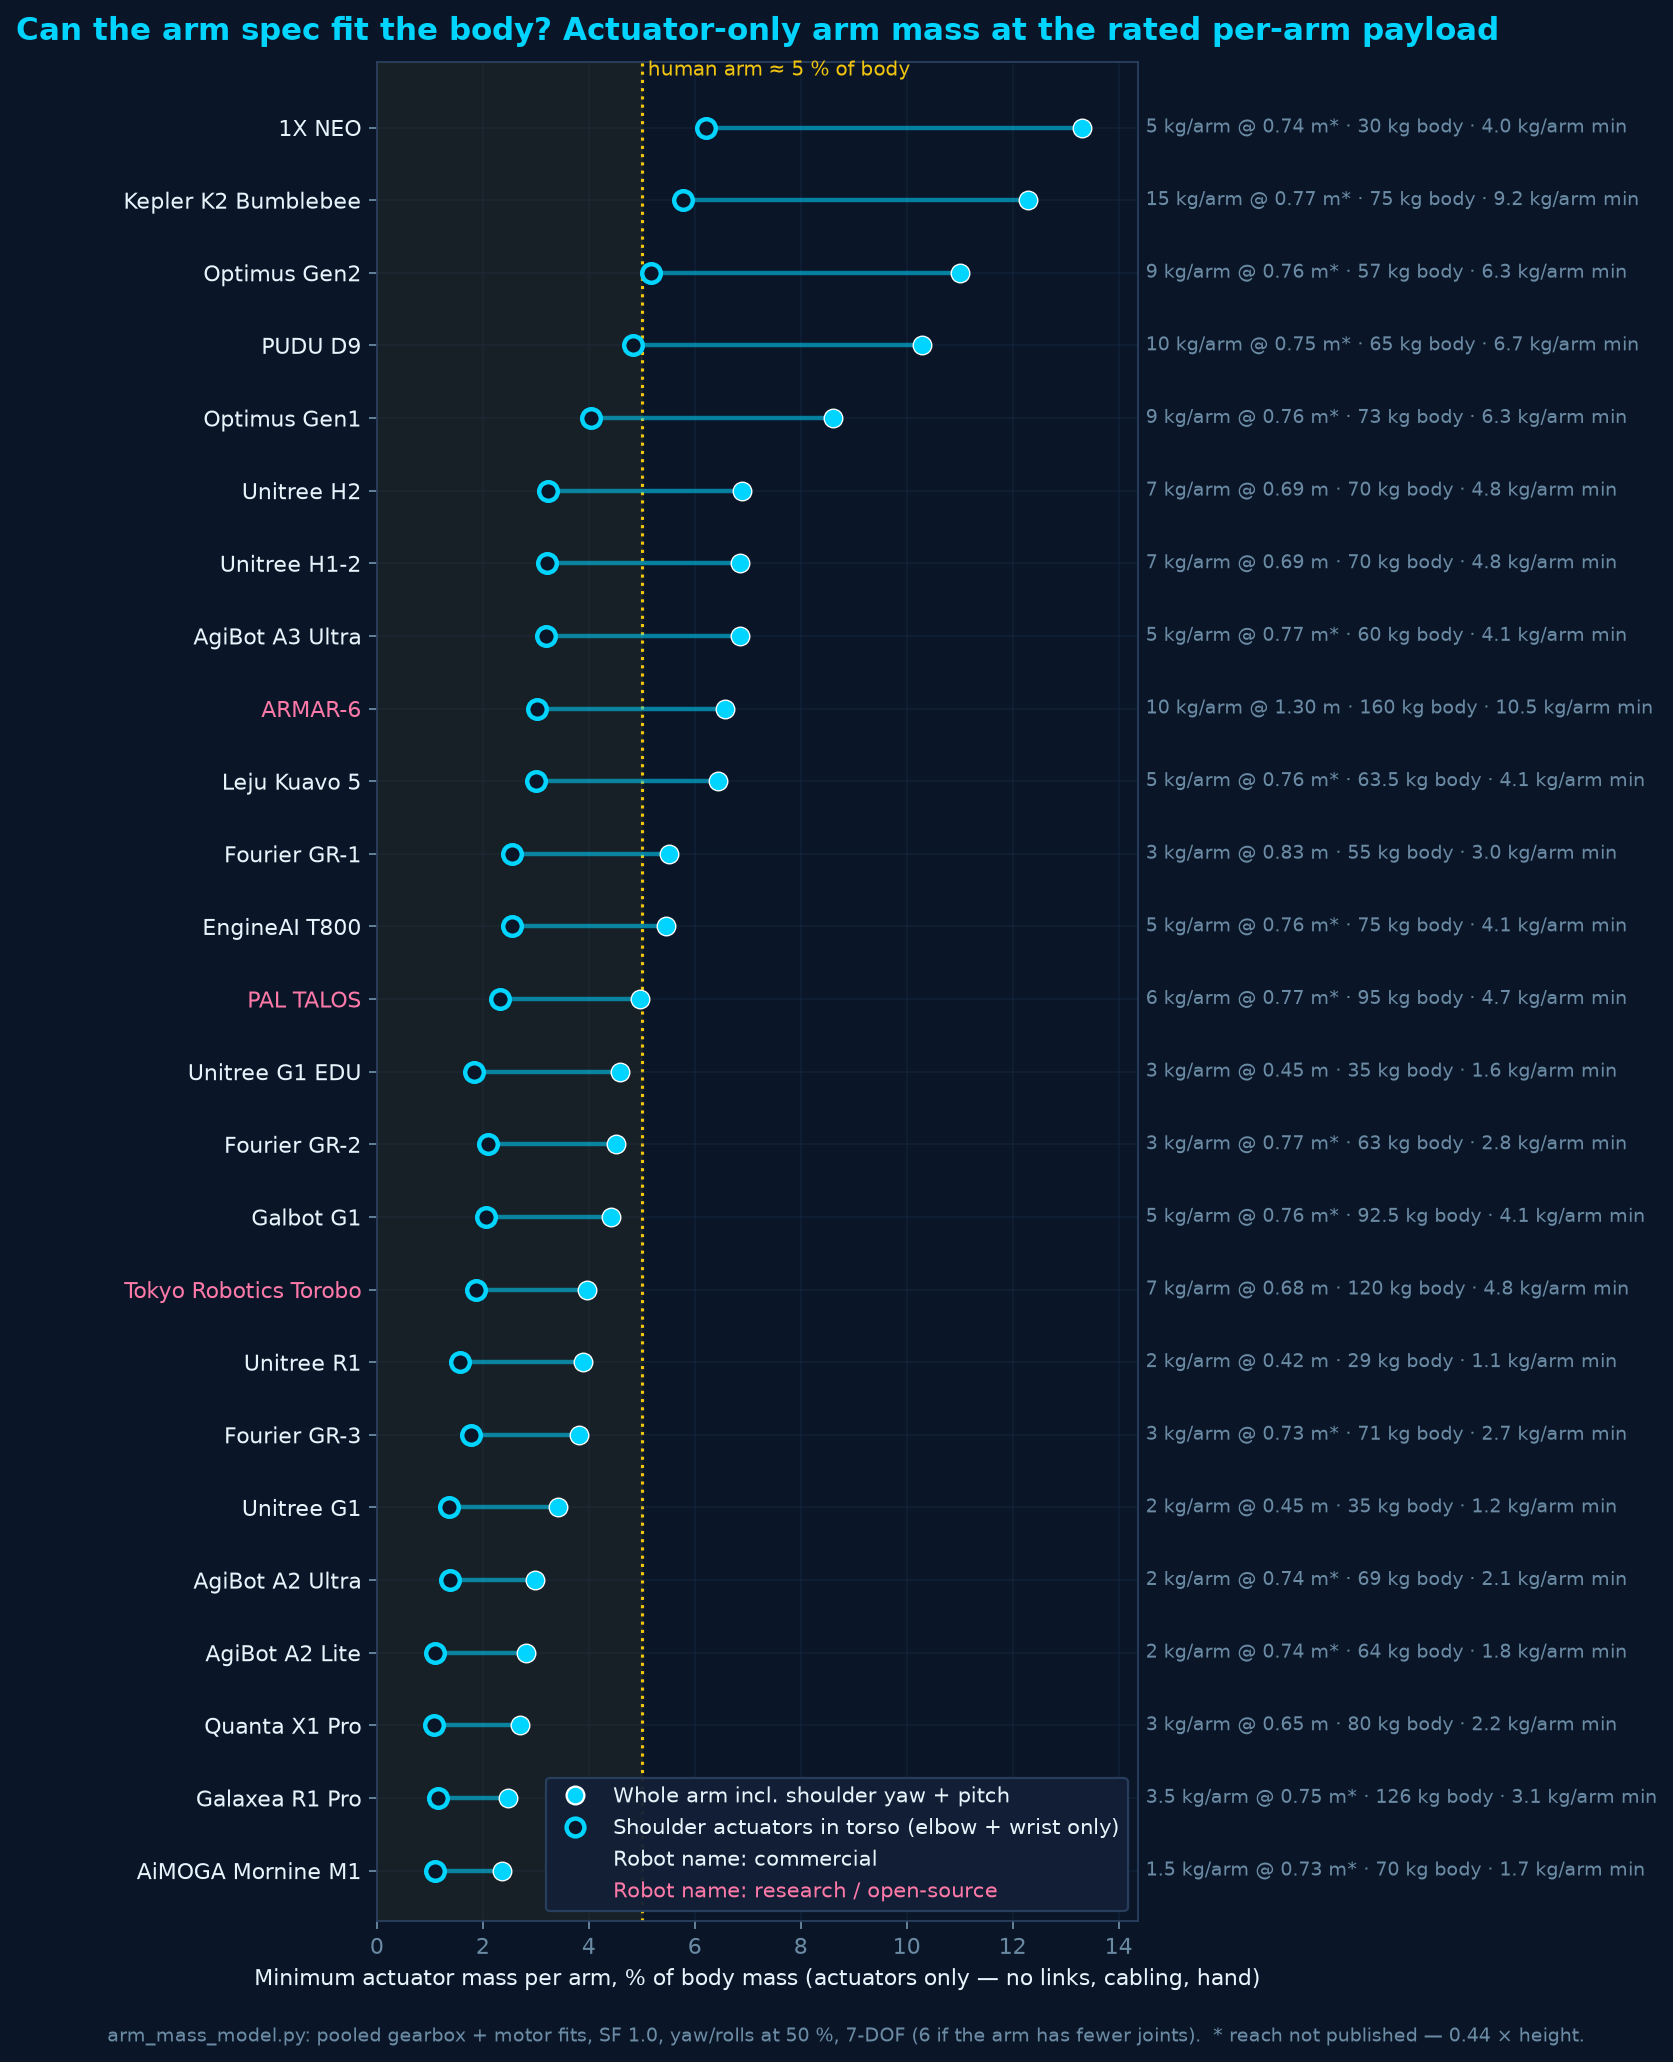 Can the arm spec fit the body? Actuator-only arm mass at the rated per-arm payload
human arm ≈ 5 % of body
1X NEO
5 kg/arm @ 0.74 m* · 30 kg body · 4.0 kg/arm min
Kepler K2 Bumblebee
15 kg/arm @ 0.77 m* · 75 kg body · 9.2 kg/arm min
Optimus Gen2
9 kg/arm @ 0.76 m* · 57 kg body · 6.3 kg/arm min
PUDU D9
10 kg/arm @ 0.75 m* · 65 kg body · 6.7 kg/arm min
Optimus Gen1
9 kg/arm @ 0.76 m* · 73 kg body · 6.3 kg/arm min
Unitree H2
7 kg/arm @ 0.69 m · 70 kg body · 4.8 kg/arm min
Unitree H1-2
7 kg/arm @ 0.69 m · 70 kg body · 4.8 kg/arm min
AgiBot A3 Ultra
5 kg/arm @ 0.77 m* · 60 kg body · 4.1 kg/arm min
ARMAR-6
10 kg/arm @ 1.30 m · 160 kg body · 10.5 kg/arm min
Leju Kuavo 5
5 kg/arm @ 0.76 m* · 63.5 kg body · 4.1 kg/arm min
Fourier GR-1
3 kg/arm @ 0.83 m · 55 kg body · 3.0 kg/arm min
EngineAI T800
5 kg/arm @ 0.76 m* · 75 kg body · 4.1 kg/arm min
PAL TALOS
6 kg/arm @ 0.77 m* · 95 kg body · 4.7 kg/arm min
Unitree G1 EDU
3 kg/arm @ 0.45 m · 35 kg body · 1.6 kg/arm min
Fourier GR-2
3 kg/arm @ 0.77 m* · 63 kg body · 2.8 kg/arm min
Galbot G1
5 kg/arm @ 0.76 m* · 92.5 kg body · 4.1 kg/arm min
Tokyo Robotics Torobo
7 kg/arm @ 0.68 m · 120 kg body · 4.8 kg/arm min
Unitree R1
2 kg/arm @ 0.42 m · 29 kg body · 1.1 kg/arm min
Fourier GR-3
3 kg/arm @ 0.73 m* · 71 kg body · 2.7 kg/arm min
Unitree G1
2 kg/arm @ 0.45 m · 35 kg body · 1.2 kg/arm min
AgiBot A2 Ultra
2 kg/arm @ 0.74 m* · 69 kg body · 2.1 kg/arm min
AgiBot A2 Lite
2 kg/arm @ 0.74 m* · 64 kg body · 1.8 kg/arm min
Quanta X1 Pro
3 kg/arm @ 0.65 m · 80 kg body · 2.2 kg/arm min
Galaxea R1 Pro
3.5 kg/arm @ 0.75 m* · 126 kg body · 3.1 kg/arm min
AiMOGA Mornine M1
1.5 kg/arm @ 0.73 m* · 70 kg body · 1.7 kg/arm min
Whole arm incl. shoulder yaw + pitch
Shoulder actuators in torso (elbow + wrist only)
Robot name: commercial
Robot name: research / open-source
0 2 4 6 8 10 12 14
Minimum actuator mass per arm, % of body mass (actuators only — no links, cabling, hand)
arm_mass_model.py: pooled gearbox + motor fits, SF 1.0, yaw/rolls at 50 %, 7-DOF (6 if the arm has fewer joints). * reach not published — 0.44 × height.